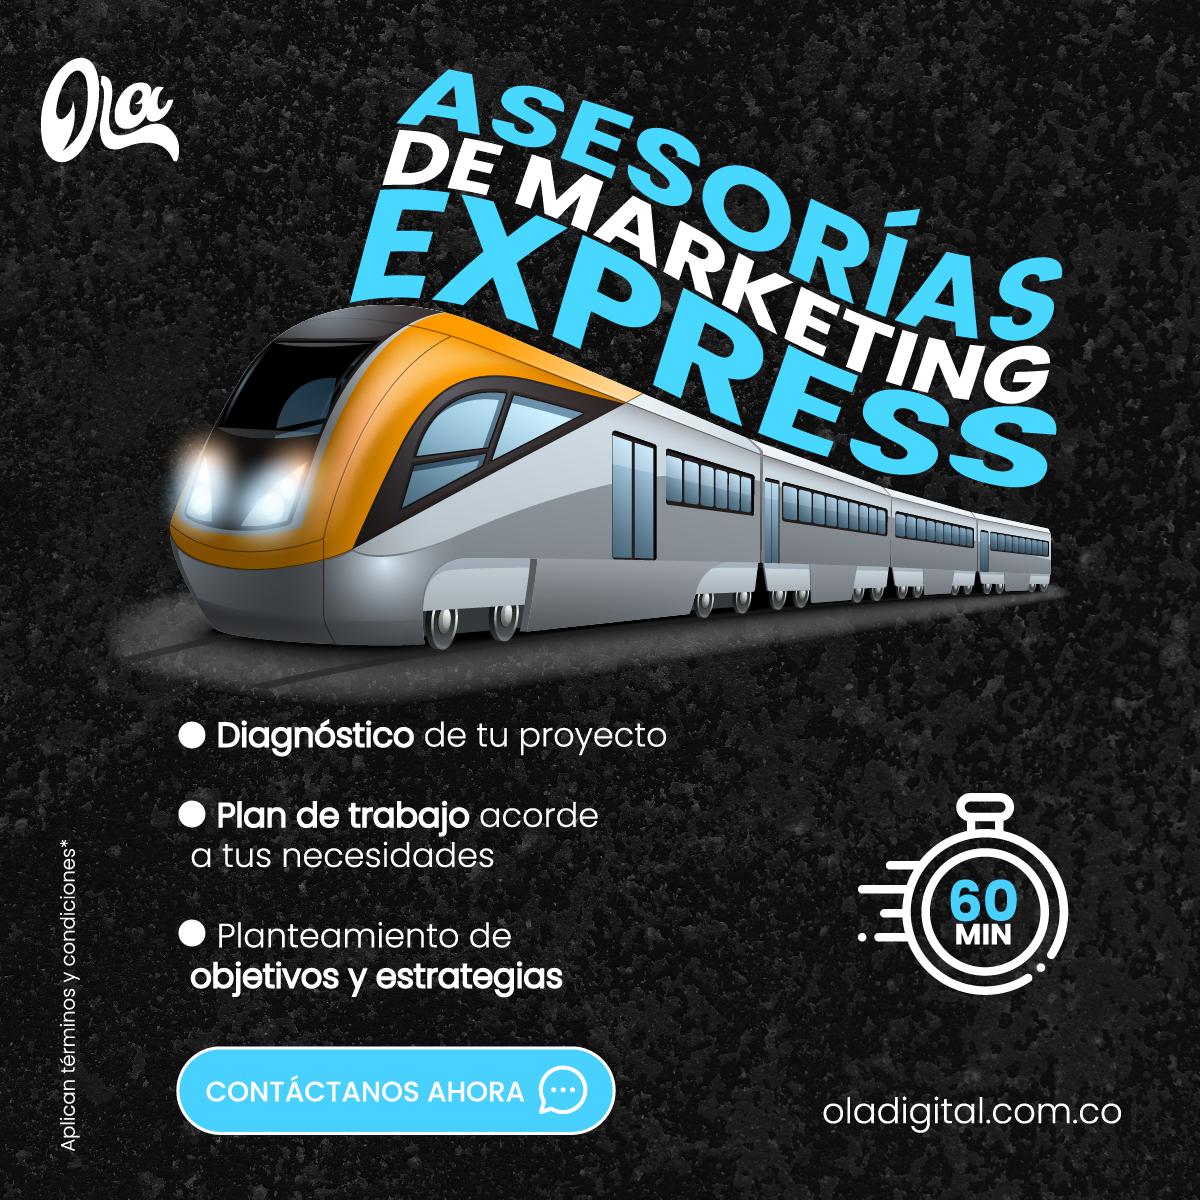 Ola
ASESORÍAS
DE MARKETING
EXPRESS
Diagnóstico de tu proyecto
Plan de trabajo acorde
a tus necesidades
Planteamiento de
objetivos y estrategias
60
MIN
CONTÁCTANOS AHORA
oladigital.com.co
Aplican términos y condiciones*